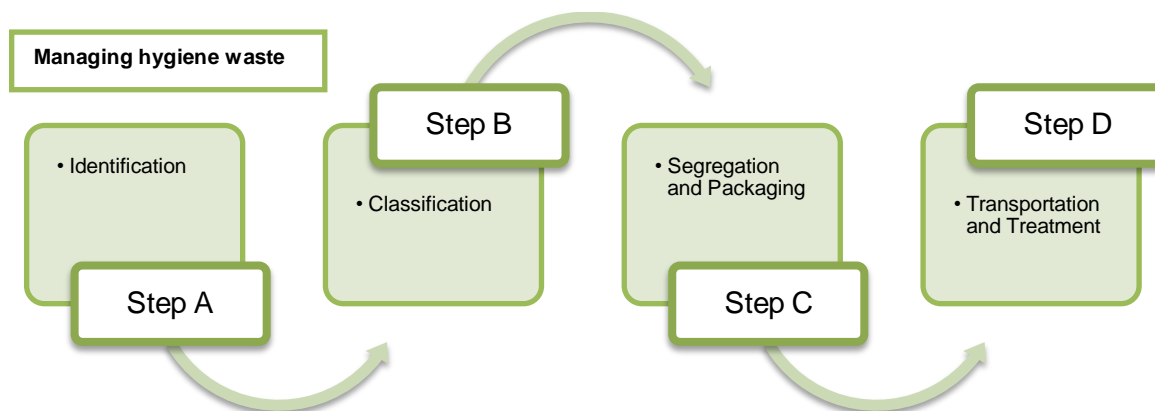 Managing hygiene waste
Step A
• Identification
Step B
• Classification
Step C
• Segregation
and Packaging
Step D
• Transportation
and Treatment